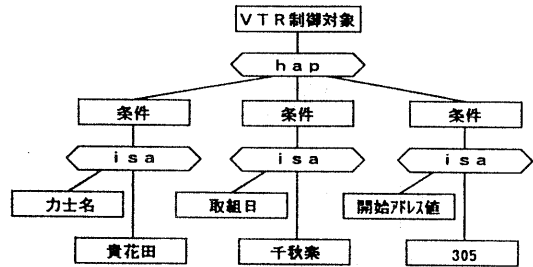 VTR制御対象
hap
条件 条件 条件
isa isa isa
力士名 取組日 開始アドレス値
貴花田 千秋楽 305